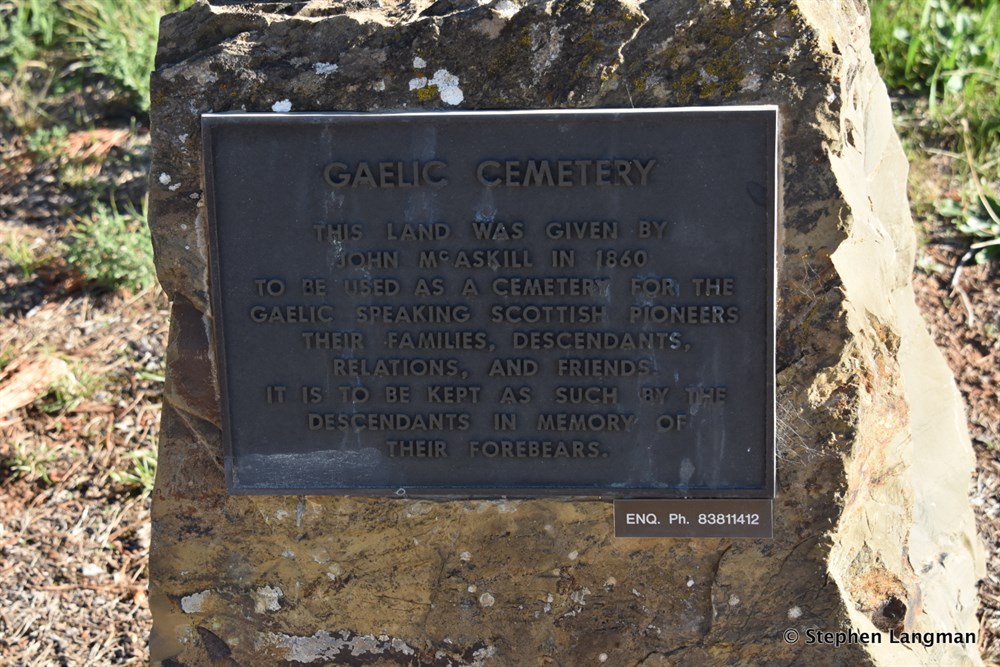 GAELIC CEMETERY
THIS LAND WAS GIVEN BY
JOHN McASKILL IN 1860
TO BE USED AS A CEMETERY FOR THE
GAELIC SPEAKING SCOTTISH PIONEERS
THEIR FAMILIES, DESCENDANTS,
RELATIONS, AND FRIENDS.
IT IS TO BE KEPT AS SUCH BY THE
DESCENDANTS IN MEMORY OF
THEIR FOREBEARS.
ENQ. Ph. 83811412
© Stephen Langman